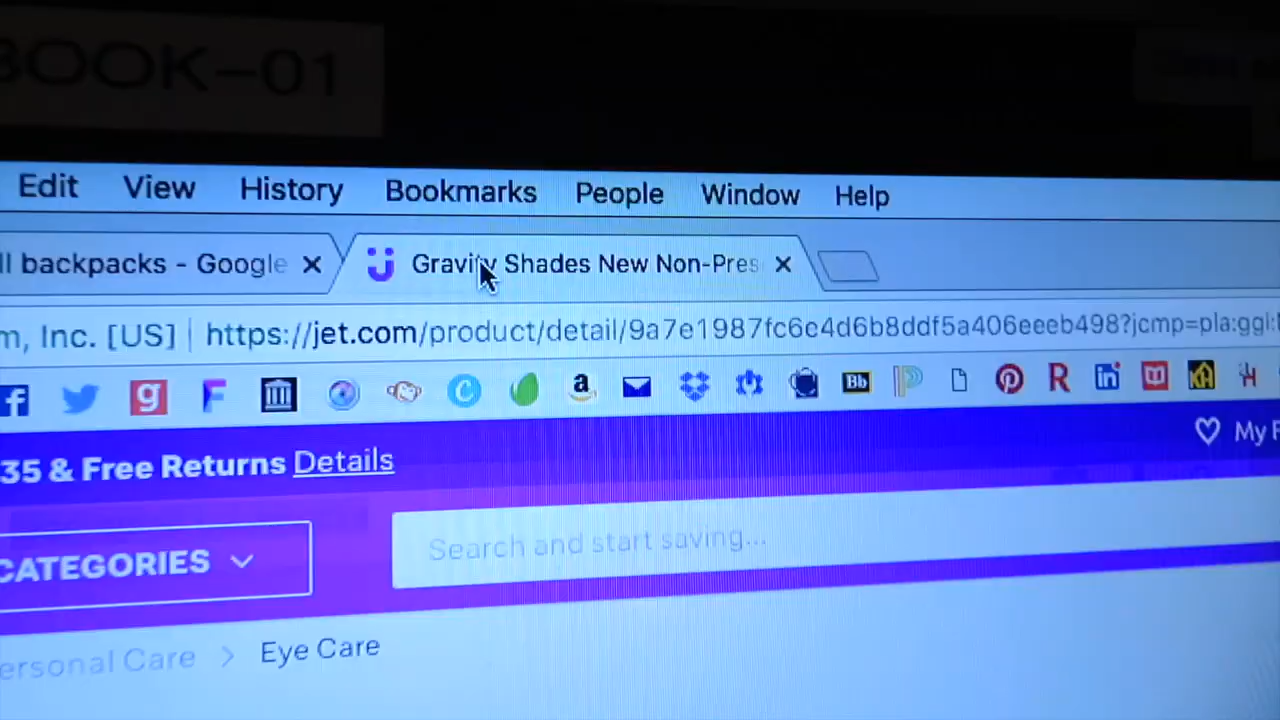 BOOK-01
Edit View History Bookmarks People Window Help
ll backpacks - Google
Gravity Shades New Non-Pres
m, Inc. [US] | https://jet.com/product/detail/9a7e1987fc6c4d6b8ddf5a406eeeb498?jcmp=pla:ggl:
35 & Free Returns Details
My F
CATEGORIES
Search and start saving...
ersonal Care > Eye Care